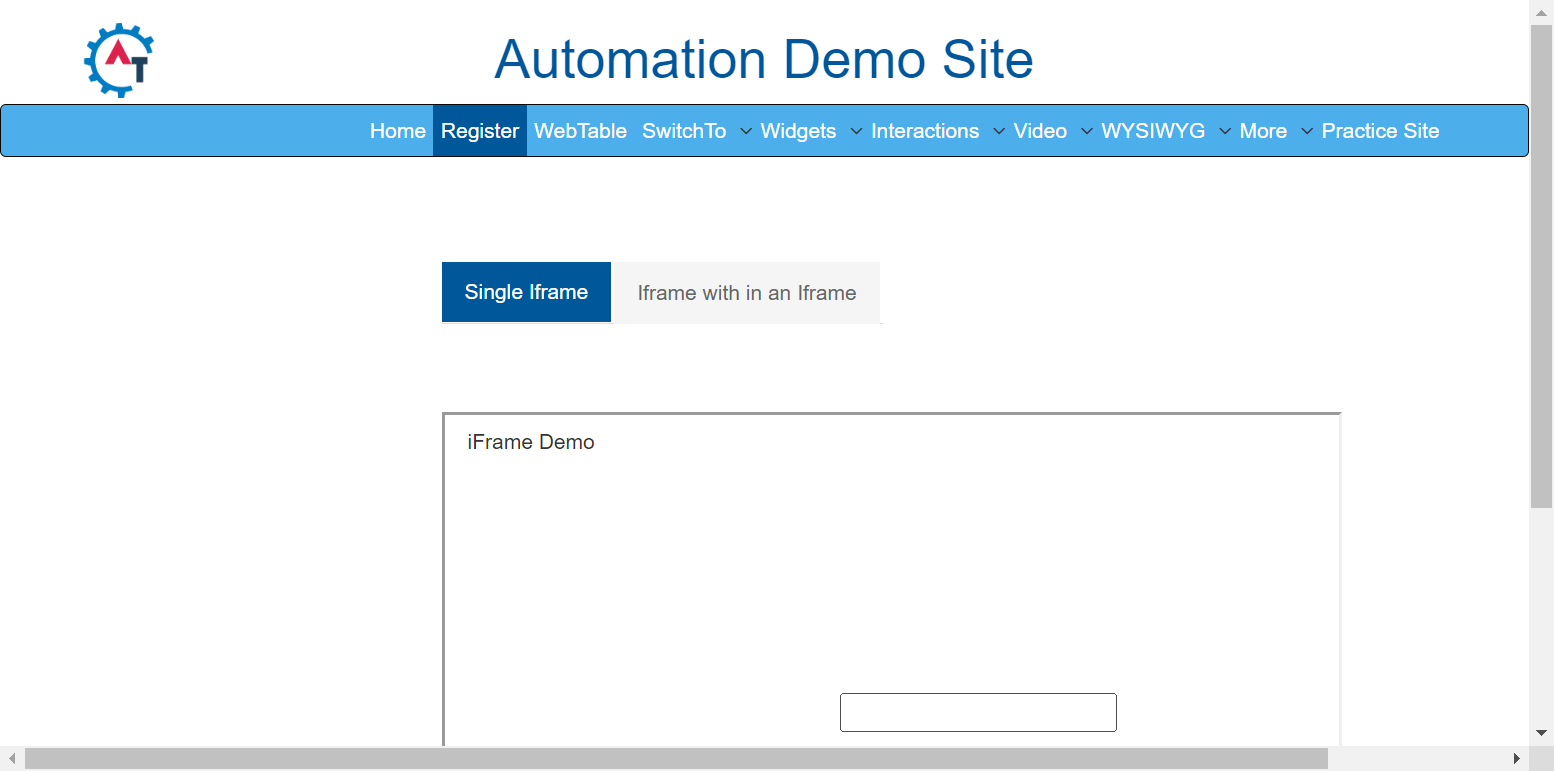 AT
Automation Demo Site
Home Register WebTable SwitchTo Widgets Interactions Video WYSIWYG More Practice Site
Single Iframe Iframe with in an Iframe
iFrame Demo